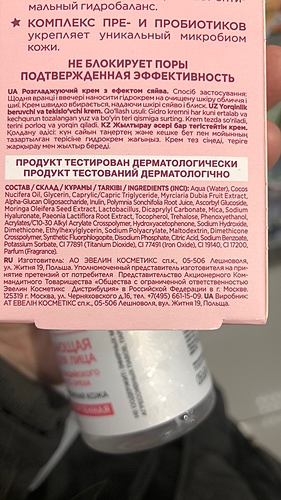 мальный гидробаланс.
★ КОМПЛЕКС ПРЕ- И ПРОБИОТИКОВ
укрепляет уникальный микробиом
кожи.
НЕ БЛОКИРУЕТ ПОРЫ
ПОДТВЕРЖДЕННАЯ ЭФФЕКТИВНОСТЬ
UA Розгладжуючий крем з ефектом сяйва. Спосіб застосування:
Щодня вранці і ввечері наносити гідрокрем на очищену шкіру обличчя і
шиї. Крем швидко вбирається, надаючи шкірі сяйво і блиск. UZ Yorqinlik
beruvchi va tekislovchi krem. Qo'llash usuli: Gidro kremni har kuni ertalab va
kechqurun tozalangan yuz va bo'yin teri qismiga surting. Krem tezda so'riladi,
terini porloq va yorqin qiladi. KZ Жылтырау әсері бар тегістейтін крем.
Қолдану әдісі: күн сайын таңертең және кешке бет пен мойынның
тазартылған терісіне гидрокрем жағыңыз. Крем тез сіңеді, теріге
жарқырау мен жылтыр береді.
ПРОДУКТ ТЕСТИРОВАН ДЕРМАТОЛОГИЧЕСКИ
ПРОДУКТ ТЕСТОВАНИЙ ДЕРМАТОЛОГІЧНО
СОСТАВ / СКЛАД / ҚҰРАМЫ / TARKIBI / INGREDIENTS (INCI): Aqua (Water), Cocos
Nucifera Oil, Glycerin, Caprylic/Capric Triglyceride, Myrciaria Dubia Fruit Extract,
Alpha-Glucan Oligosaccharide, Inulin, Polymnia Sonchifolia Root Juice, Ascorbyl Glucoside,
Moringa Oleifera Seed Extract, Lactobacillus, Dicaprylyl Carbonate, Mica, Sodium
Hyaluronate, Paeonia Lactiflora Root Extract, Tocopherol, Trehalose, Phenoxyethanol,
Acrylates/C10-30 Alkyl Acrylate Crosspolymer, Carbomer, Sodium Hydroxide,
Dimethicone, Ethylhexylglycerin, Sodium Polyacrylate, Maltodextrin, Dimethicone
Crosspolymer, Synthetic Fluorphlogopite, Disodium Phosphate, Citric Acid, Sodium Benzoate,
Potassium Sorbate, CI 77891 (Titanium Dioxide), CI 77491 (Iron Oxide), CI 19140, CI 17200,
Parfum (Fragrance).
RU Изготовитель: АО ЭВЕЛИН КОСМЕТИКС сп.к., 05-506 Лешноволя,
ул. Житня 19, Польша. Уполномоченный представитель изготовителя на при-
нятие претензий от потребителя Представительство Акционерного Ком-
мандитного Товарищества «Общества с ограниченной ответственностью
Эвелин Косметикс Дистрибуция» в Российской Федерации в г. Москве.
125319 г. Москва, ул. Черняховского д.16, тел. +7(495) 661-15-09. UA Виробник:
АТ ЕВЕЛІН КОСМЕТІКС сп.к., 05-506 Лешноволя, вул. Житня 19, Польща.